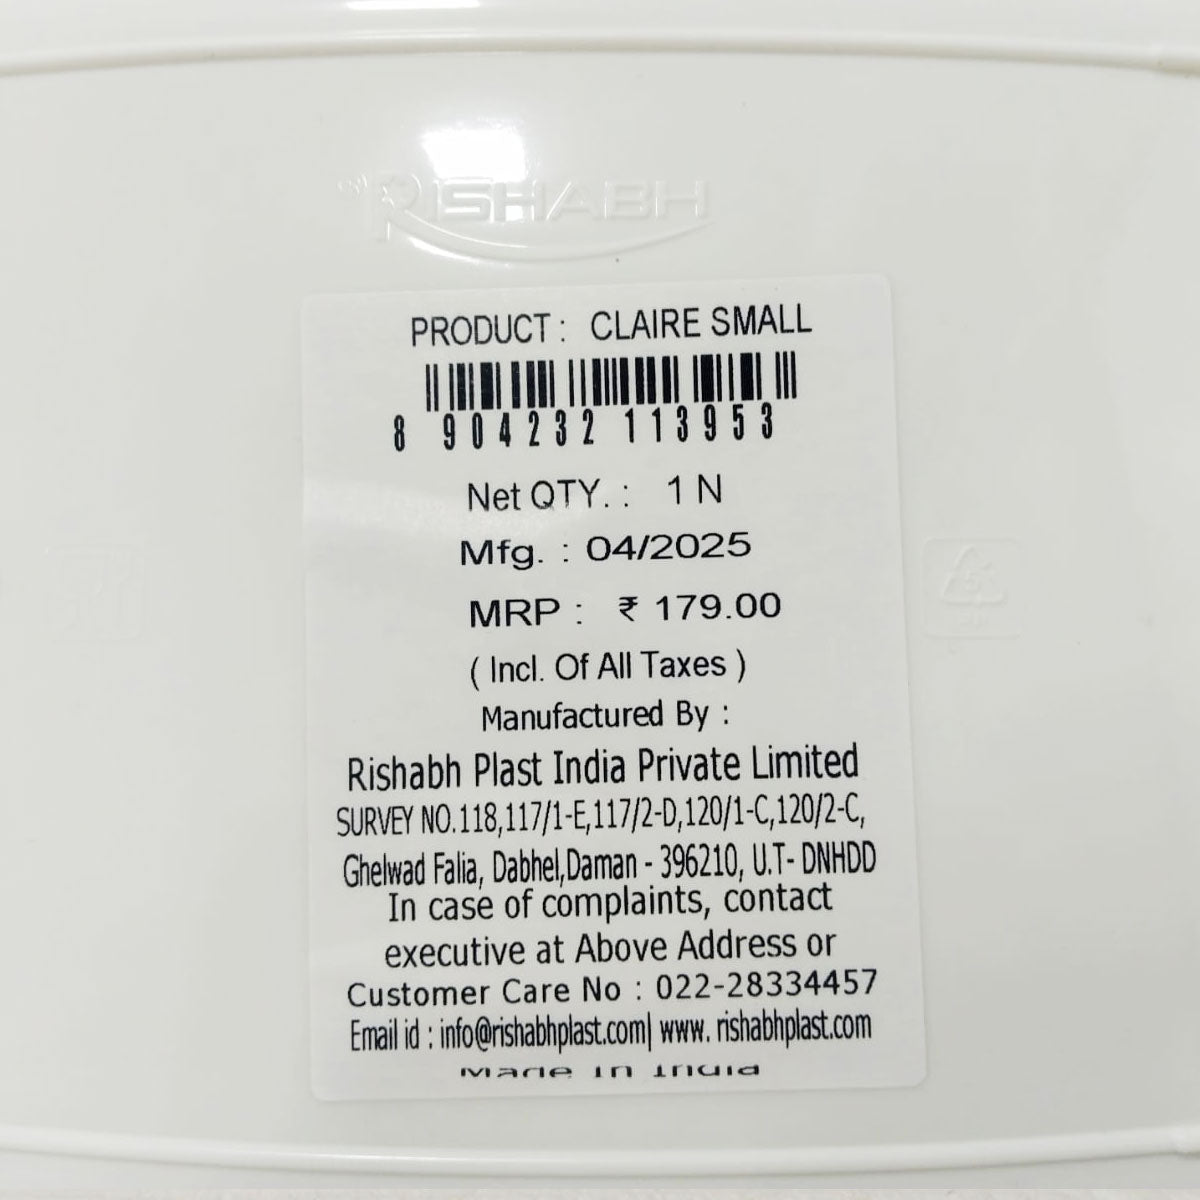 RISHABH
PRODUCT : CLAIRE SMALL
8 904232 113953
Net QTY. : 1 N
Mfg. : 04/2025
MRP : ₹ 179.00
( Incl. Of All Taxes )
Manufactured By :
Rishabh Plast India Private Limited
SURVEY NO.118,117/1-E,117/2-D,120/1-C,120/2-C,
Ghelwad Falia, Dabhel,Daman - 396210, U.T- DNHDD
In case of complaints, contact
executive at Above Address or
Customer Care No : 022-28334457
Email id : info@rishabhplast.com| www. rishabhplast.com
Made in India